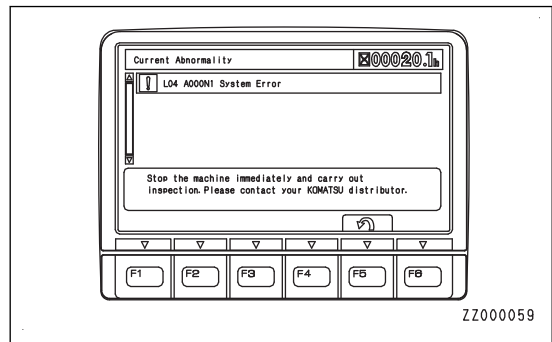 Current Abnormality 00020.1h
! L04 A000N1 System Error
Stop the machine immediately and carry out
inspection. Please contact your KOMATSU distributor.
F1 F2 F3 F4 F5 F6
ZZ000059